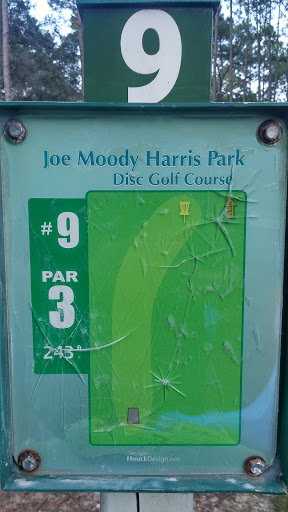 9
Joe Moody Harris Park
Disc Golf Course
# 9
PAR
3
243'
HouckDesign.com